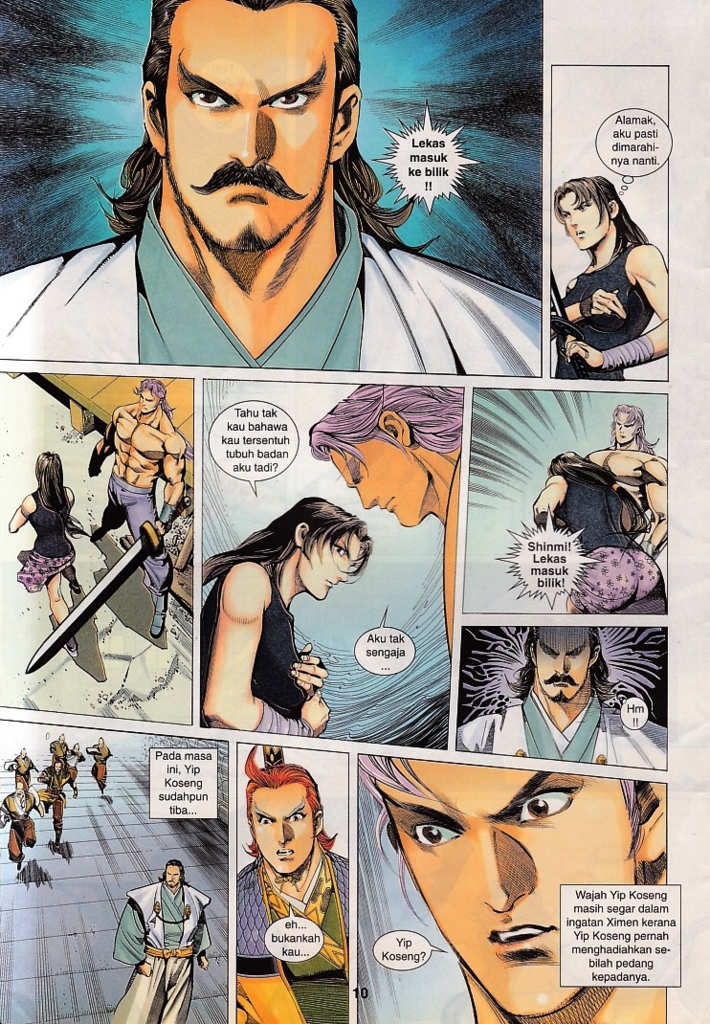 Lekas
masuk
ke bilik
!!
Alamak,
aku pasti
dimarahi-
nya nanti.
Tahu tak
kau bahawa
kau tersentuh
tubuh badan
aku tadi?
Aku tak
sengaja
...
Shinmi!
Lekas
masuk
bilik!
Hm
!!
Pada masa
ini, Yip
Koseng
sudahpun
tiba...
eh...
bukankah
kau...
Yip
Koseng?
Wajah Yip Koseng
masih segar dalam
ingatan Ximen kerana
Yip Koseng pernah
menghadiahkan se-
bilah pedang
kepadanya.
10